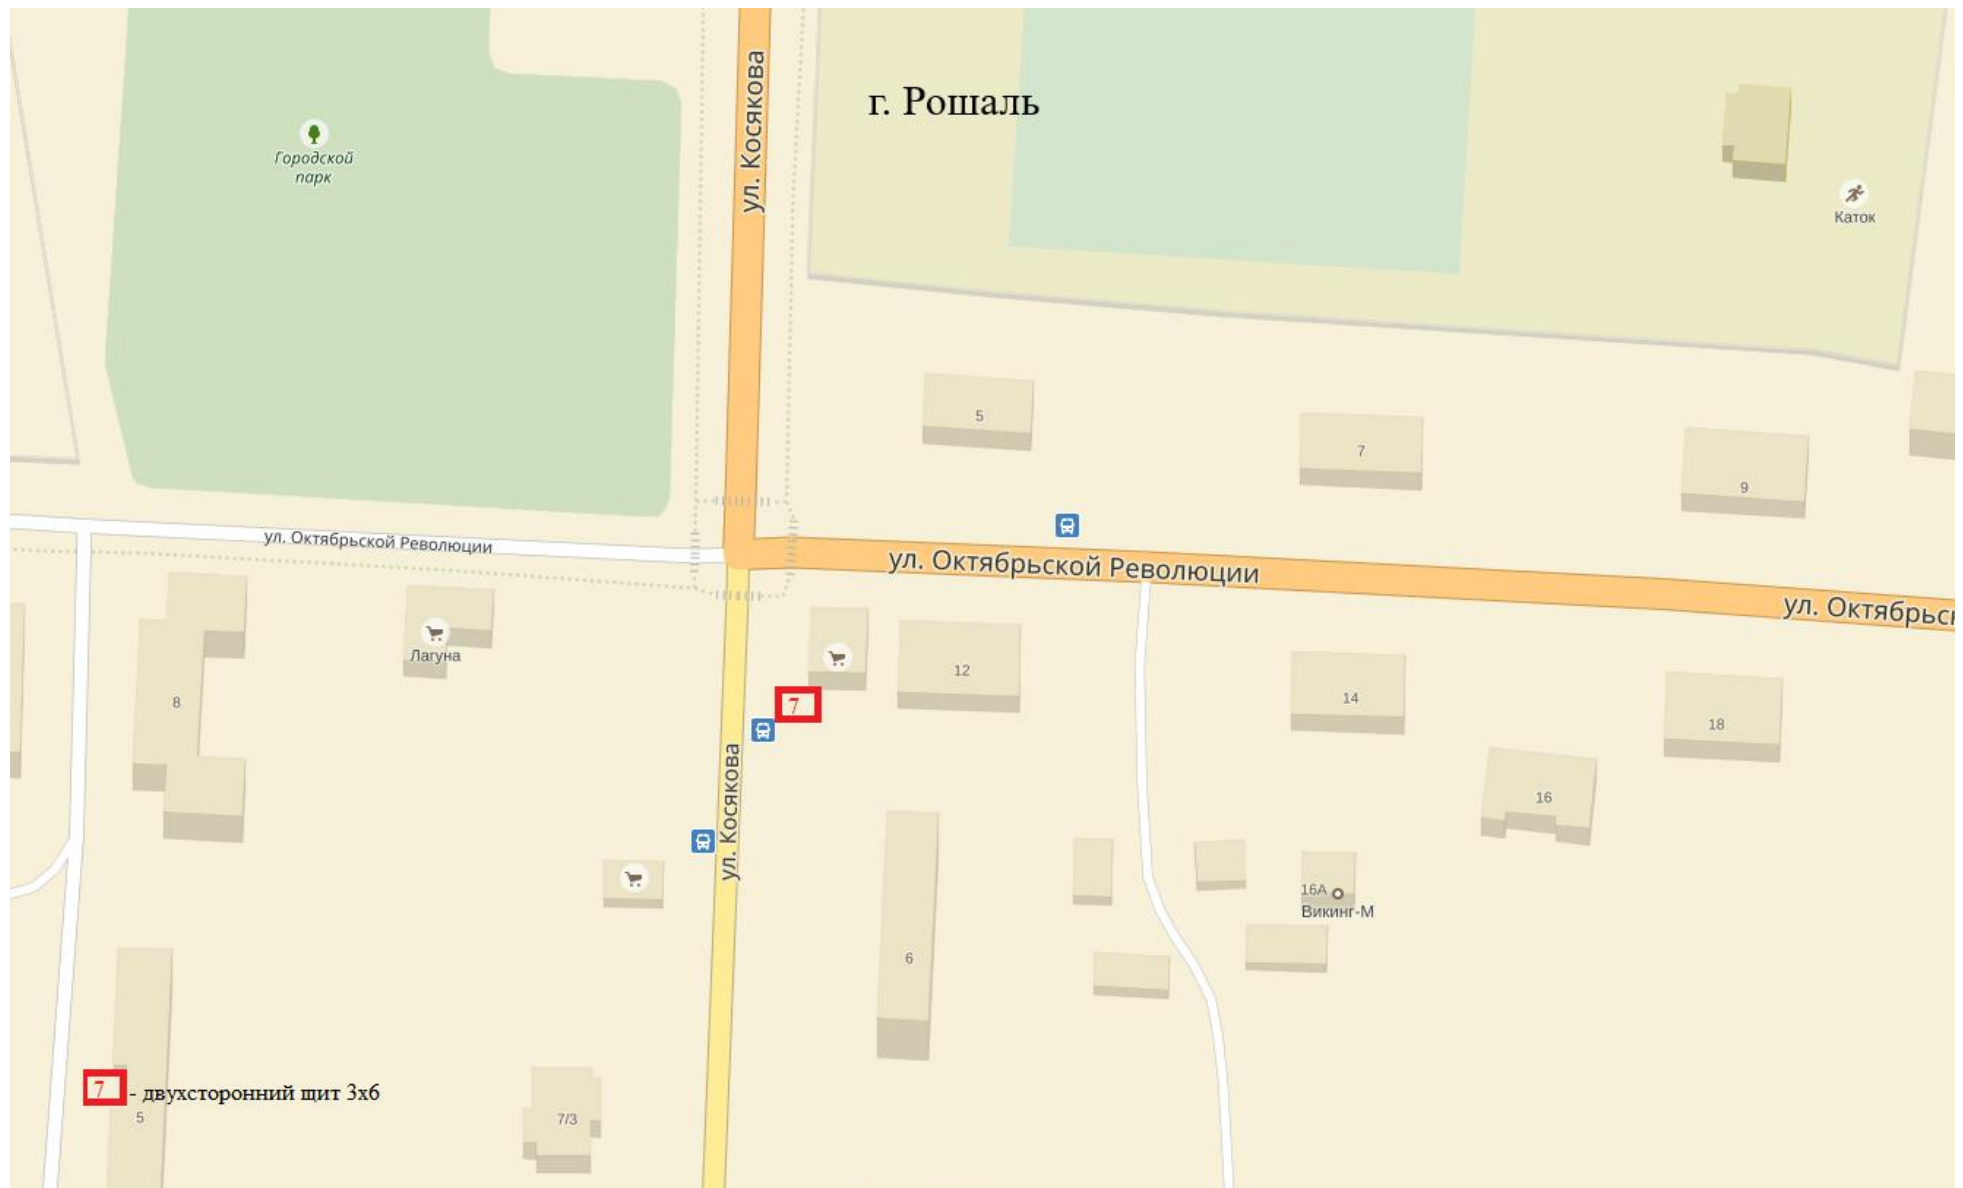 ул. Косякова
г. Рошаль
Городской
парк
Каток
5
7
9
ул. Октябрьской Революции
ул. Октябрьской Революции
ул. Октябрьс
Лагуна
8
12
7
14
18
16
ул. Косякова
16А
Викинг-М
6
7 - двухсторонний щит 3х6
5
7/3